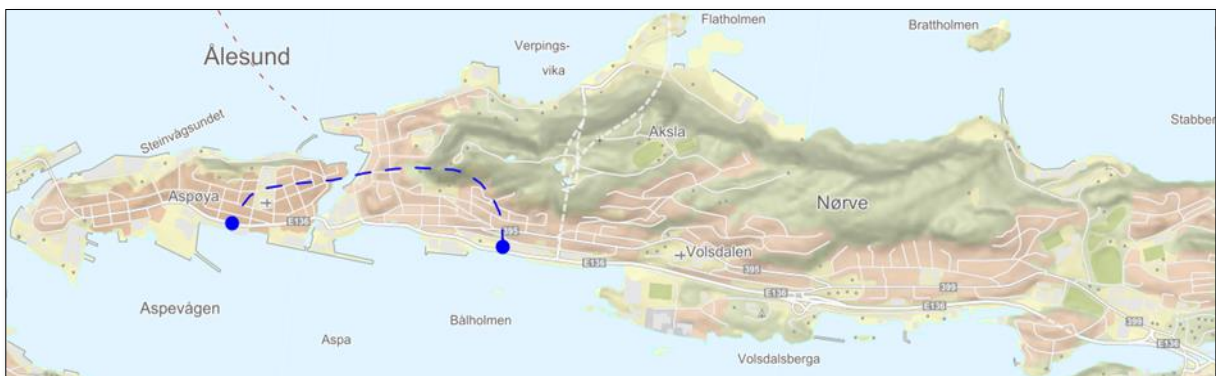 Flatholmen
Brattholmen
Ålesund
Verpings-
vika
Steinvågsundet
Stabber
Aksla
Aspøya
Nørve
E136
395
Volsdalen
E136
395
399
E136
E136
Aspevågen
Bålholmen
399
Aspa
E136
Volsdalsberga